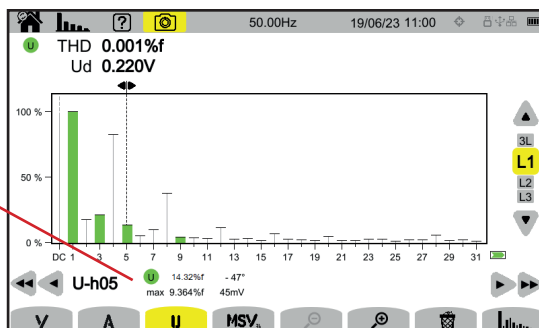 ? 50.00Hz 19/06/23 11:00
U THD 0.001%f
Ud 0.220V
100 %
50 %
0 %
DC 1 3 5 7 9 11 13 15 17 19 21 23 25 27 29 31
3L
L1
L2
L3
U-h05 U 14.32%f - 47°
max 9.364%f 45mV
V A U MSV